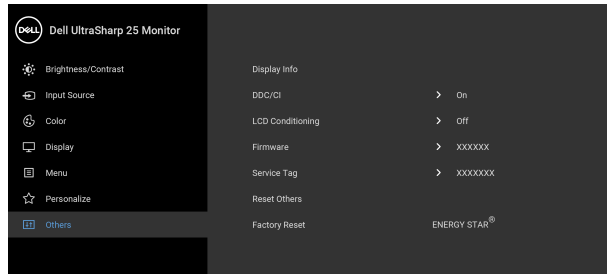 DELL Dell UltraSharp 25 Monitor
Brightness/Contrast
Input Source
Color
Display
Menu
Personalize
Others
Display Info
DDC/CI > On
LCD Conditioning > Off
Firmware > XXXXXX
Service Tag > XXXXXXX
Reset Others
Factory Reset ENERGY STAR®